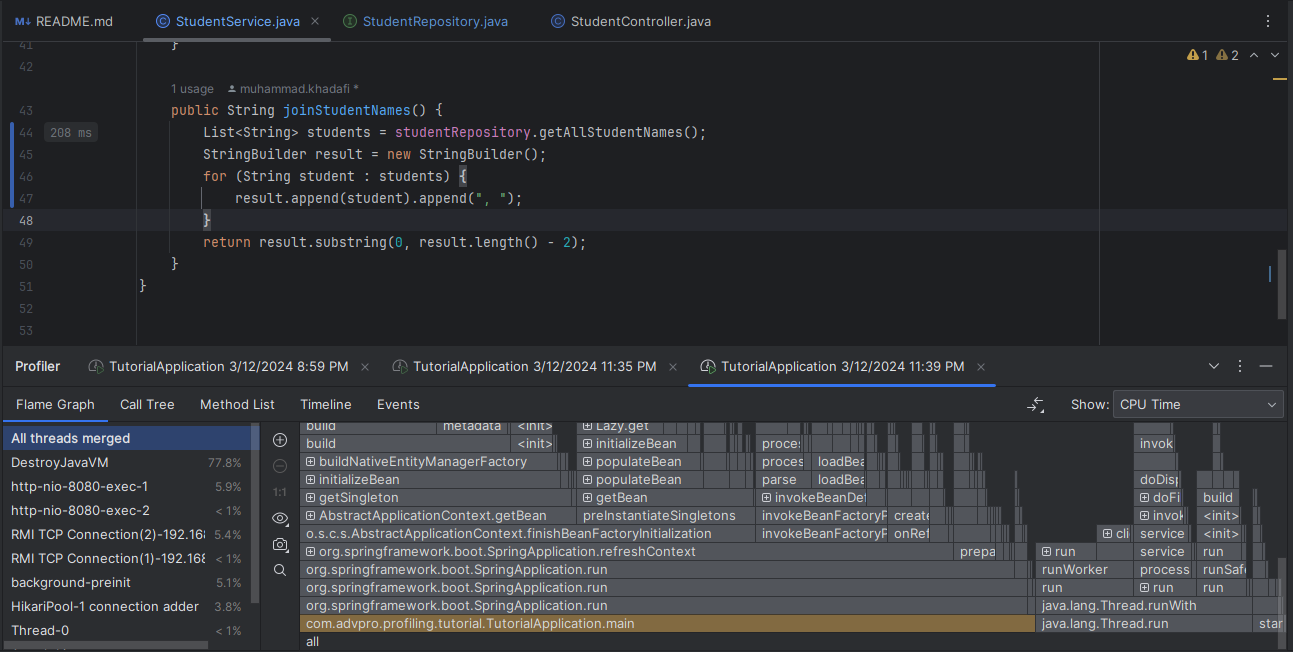 README.md
StudentService.java
StudentRepository.java
StudentController.java
41 }
1 2
42
1 usage muhammad.khadafi *
43 public String joinStudentNames() {
44 208 ms List<String> students = studentRepository.getAllStudentNames();
45 StringBuilder result = new StringBuilder();
46 for (String student : students) {
47 result.append(student).append(", ");
48 }
49 return result.substring(0, result.length() - 2);
50 }
51 }
52
53
Profiler TutorialApplication 3/12/2024 8:59 PM TutorialApplication 3/12/2024 11:35 PM TutorialApplication 3/12/2024 11:39 PM
Flame Graph Call Tree Method List Timeline Events Show: CPU Time
All threads merged
DestroyJavaVM 77.8%
http-nio-8080-exec-1 5.9%
http-nio-8080-exec-2 < 1%
RMI TCP Connection(2)-192.168 5.4%
RMI TCP Connection(1)-192.168 < 1%
background-preinit 5.1%
HikariPool-1 connection adder 3.8%
Thread-0 < 1%
1:1
build metadata <init> Lazy.get
build <init> initializeBean proces invok
buildNativeEntityManagerFactory populateBean proces loadBea
initializeBean populateBean parse loadBea doDisp
getSingleton getBean invokeBeanDef doFi build
AbstractApplicationContext.getBean preInstantiateSingletons invokeBeanFactoryP create invok <init>
o.s.c.s.AbstractApplicationContext.finishBeanFactoryInitialization invokeBeanFactoryP onRef cli service <init>
org.springframework.boot.SpringApplication.refreshContext prepa run service run
org.springframework.boot.SpringApplication.run runWorker process runSafe
org.springframework.boot.SpringApplication.run run run run
org.springframework.boot.SpringApplication.run java.lang.Thread.runWith
com.advpro.profiling.tutorial.TutorialApplication.main java.lang.Thread.run star
all